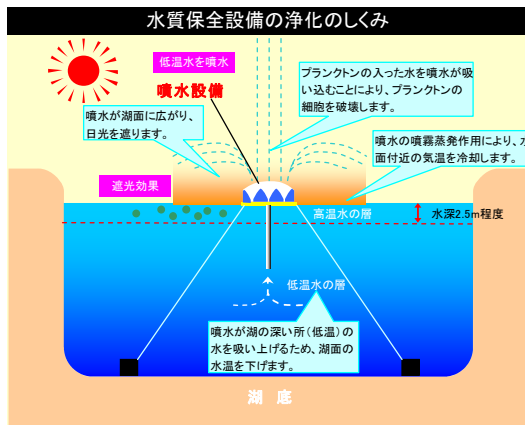 水質保全設備の浄化のしくみ
低温水を噴水
噴水設備
プランクトンの入った水を噴水が吸
い込むことにより、プランクトンの
細胞を破壊します。
噴水が湖面に広がり、
日光を遮ります。
噴水の噴霧蒸発作用により、水
面付近の気温を冷却します。
遮光効果
高温水の層
水深2.5m程度
低温水の層
噴水が湖の深い所(低温)の
水を吸い上げるため、湖面の
水温を下げます。
湖 底